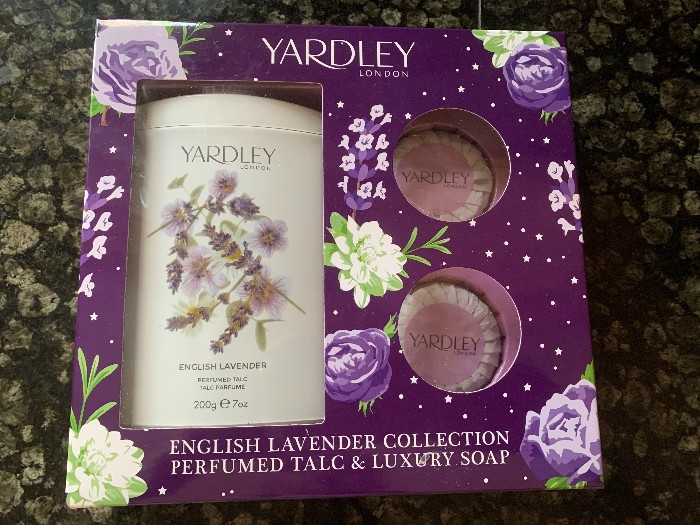 YARDLEY
LONDON
YARDLEY
LONDON
ENGLISH LAVENDER
PERFUMED TALC
TALC PARFUME
200g ℮ 7oz
YARDLEY
LONDON
YARDLEY
LONDON
ENGLISH LAVENDER COLLECTION
PERFUMED TALC & LUXURY SOAP